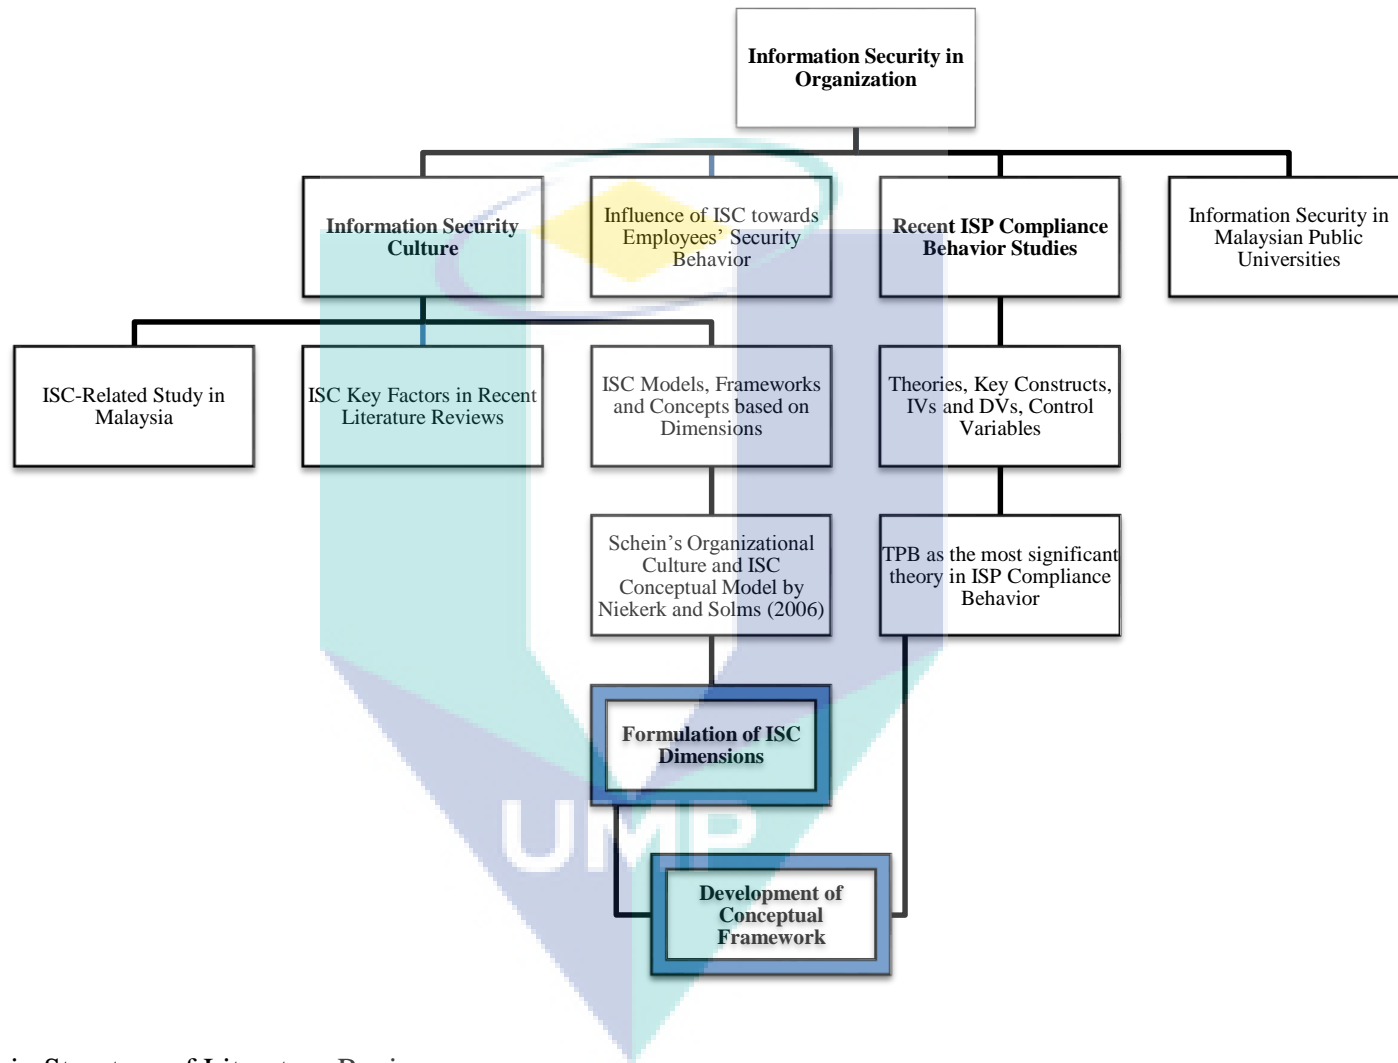 Information Security in
Organization
Information Security
Culture
Influence of ISC towards
Employees' Security
Behavior
Recent ISP Compliance
Behavior Studies
Information Security in
Malaysian Public
Universities
ISC-Related Study in
Malaysia
ISC Key Factors in Recent
Literature Reviews
ISC Models, Frameworks
and Concepts based on
Dimensions
Theories, Key Constructs,
IVs and DVs, Control
Variables
Schein's Organizational
Culture and ISC
Conceptual Model by
Niekerk and Solms (2006)
TPB as the most significant
theory in ISP Compliance
Behavior
Formulation of ISC
Dimensions
UMP
Development of
Conceptual
Framework
Structure of Literature